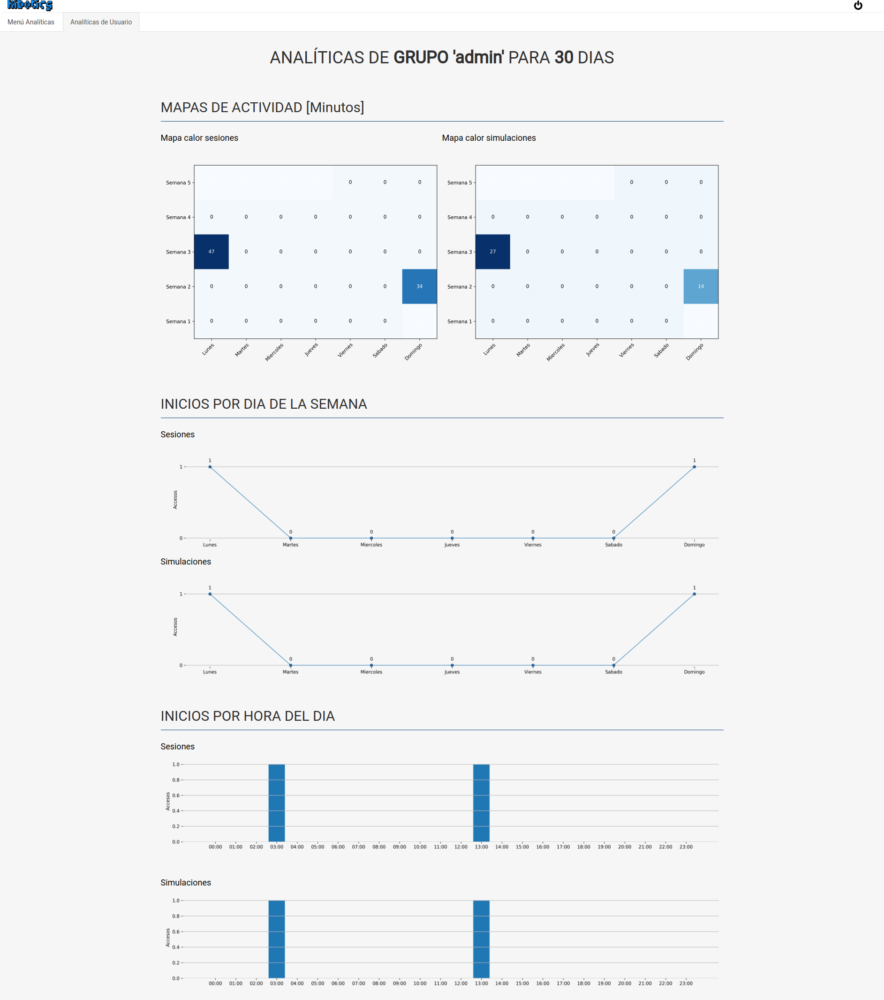 Kibotics
Menú Analíticas
Analíticas de Usuario
ANALÍTICAS DE GRUPO 'admin' PARA 30 DIAS
MAPAS DE ACTIVIDAD [Minutos]
Mapa calor sesiones
Semana 5 0 0 0
Semana 4 0 0 0 0 0 0 0
Semana 3 47 0 0 0 0 0 0
Semana 2 0 0 0 0 0 0 34
Semana 1 0 0 0 0 0 0
Lunes Martes Miercoles Jueves Viernes Sabado Domingo
Mapa calor simulaciones
Semana 5 0 0 0
Semana 4 0 0 0 0 0 0 0
Semana 3 27 0 0 0 0 0 0
Semana 2 0 0 0 0 0 0 14
Semana 1 0 0 0 0 0 0
Lunes Martes Miercoles Jueves Viernes Sabado Domingo
INICIOS POR DIA DE LA SEMANA
Sesiones
1 1
1
Accesos
0 0 0 0 0
0
Lunes Martes Miercoles Jueves Viernes Sabado Domingo
Simulaciones
1 1
1
Accesos
0 0 0 0 0
0
Lunes Martes Miercoles Jueves Viernes Sabado Domingo
INICIOS POR HORA DEL DIA
Sesiones
1.0
0.8
0.6
Accesos
0.4
0.2
0.0
00:00 01:00 02:00 03:00 04:00 05:00 06:00 07:00 08:00 09:00 10:00 11:00 12:00 13:00 14:00 15:00 16:00 17:00 18:00 19:00 20:00 21:00 22:00 23:00
Simulaciones
1.0
0.8
0.6
Accesos
0.4
0.2
0.0
00:00 01:00 02:00 03:00 04:00 05:00 06:00 07:00 08:00 09:00 10:00 11:00 12:00 13:00 14:00 15:00 16:00 17:00 18:00 19:00 20:00 21:00 22:00 23:00